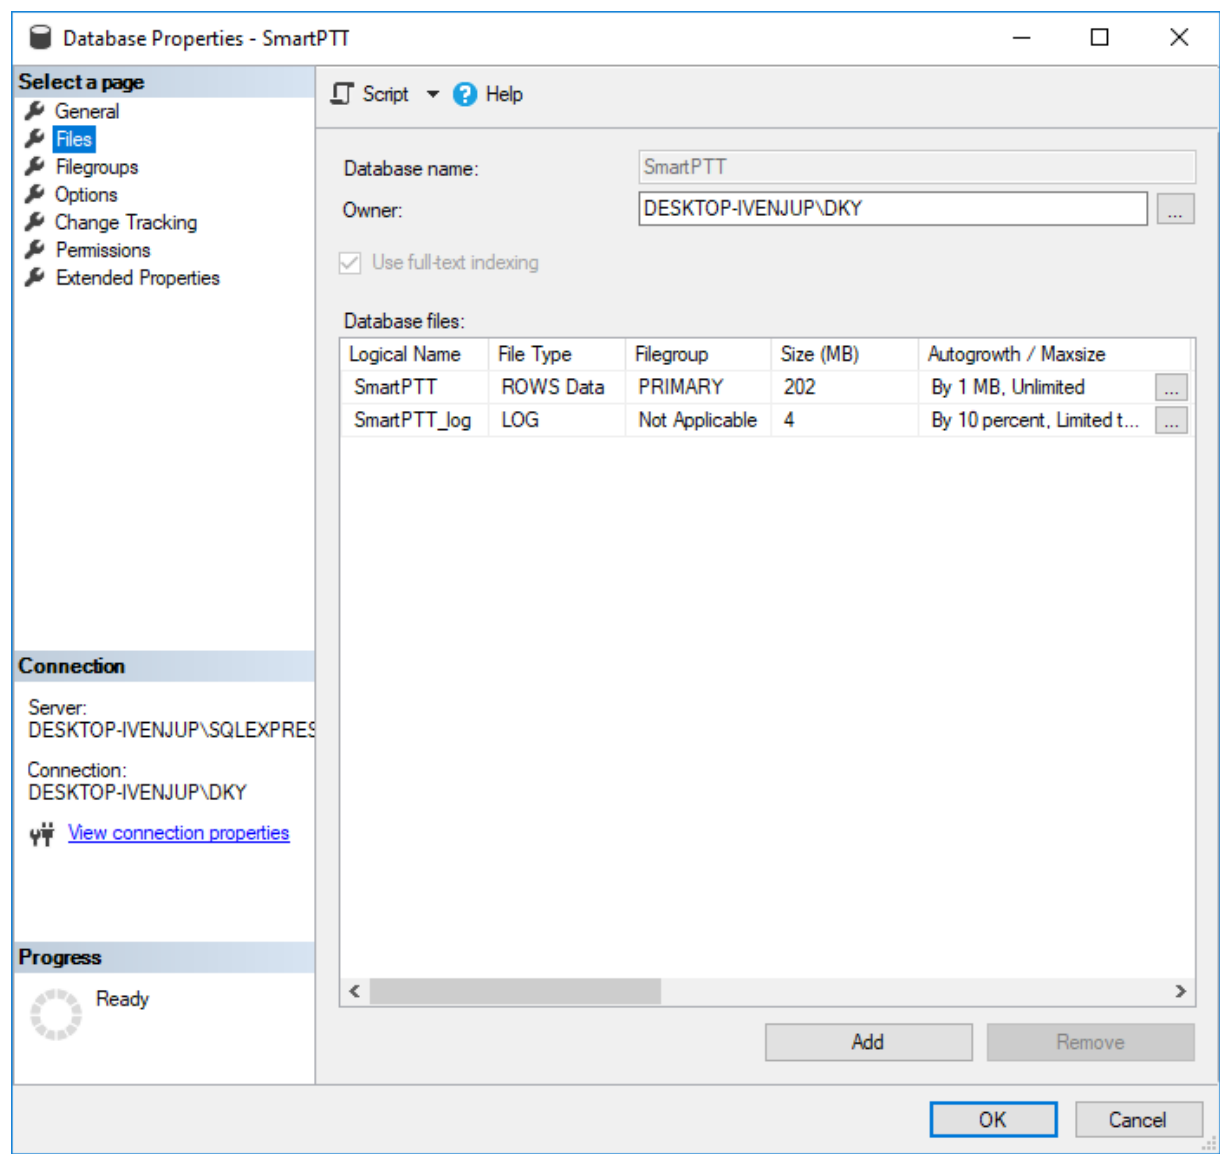 Database Properties - SmartPTT
Select a page
General
Files
Filegroups
Options
Change Tracking
Permissions
Extended Properties
Script
Help
Database name:
SmartPTT
Owner:
DESKTOP-IVENJUP\DKY
...
Use full-text indexing
Database files:
Logical Name File Type Filegroup Size (MB) Autogrowth / Maxsize
SmartPTT ROWS Data PRIMARY 202 By 1 MB, Unlimited ...
SmartPTT_log LOG Not Applicable 4 By 10 percent, Limited t... ...
Connection
Server:
DESKTOP-IVENJUP\SQLEXPRES
Connection:
DESKTOP-IVENJUP\DKY
View connection properties
Progress
Ready
Add Remove
OK Cancel